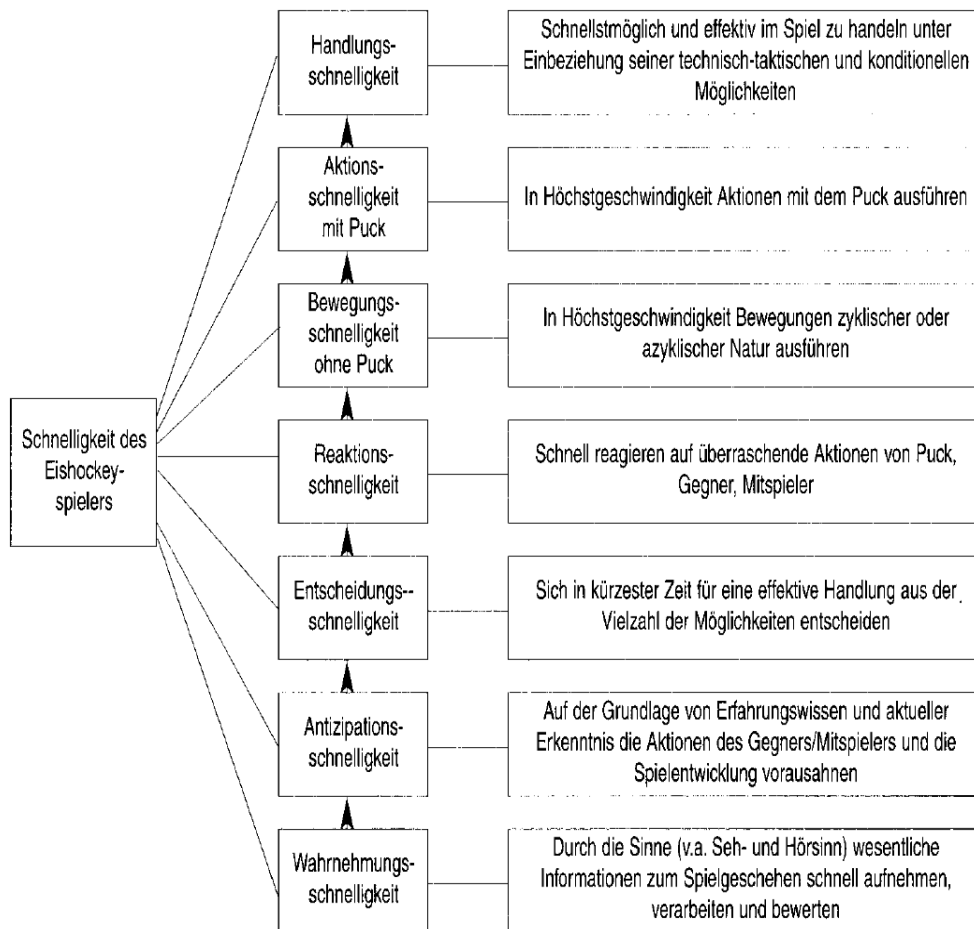 Handlungs-
schnelligkeit
Schnellstmöglich und effektiv im Spiel zu handeln unter
Einbeziehung seiner technisch-taktischen und konditionellen
Möglichkeiten
Aktions-
schnelligkeit
mit Puck
In Höchstgeschwindigkeit Aktionen mit dem Puck ausführen
Bewegungs-
schnelligkeit
ohne Puck
In Höchstgeschwindigkeit Bewegungen zyklischer oder
azyklischer Natur ausführen
Schnelligkeit des
Eishockey-
spielers
Reaktions-
schnelligkeit
Schnell reagieren auf überraschende Aktionen von Puck,
Gegner, Mitspieler
Entscheidungs--
schnelligkeit
Sich in kürzester Zeit für eine effektive Handlung aus der
Vielzahl der Möglichkeiten entscheiden
Antizipations-
schnelligkeit
Auf der Grundlage von Erfahrungswissen und aktueller
Erkenntnis die Aktionen des Gegners/Mitspielers und die
Spielentwicklung vorausahnen
Wahrnehmungs-
schnelligkeit
Durch die Sinne (v.a. Seh- und Hörsinn) wesentliche
Informationen zum Spielgeschehen schnell aufnehmen,
verarbeiten und bewerten